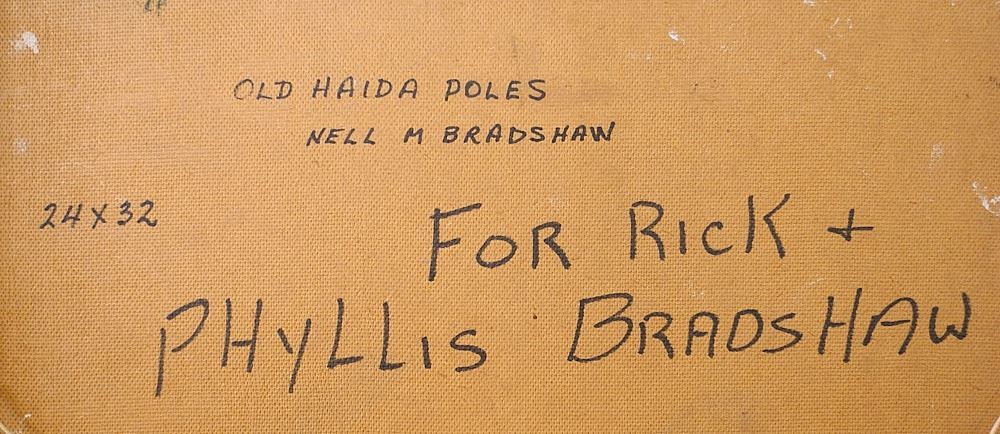 OLD HAIDA POLES
NELL M BRADSHAW
24X32
FOR RICK +
PHYLLIS BRADSHAW